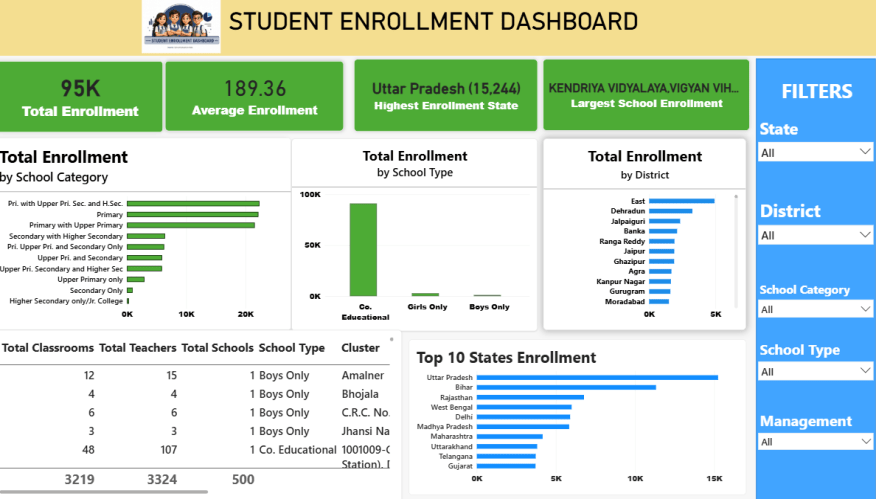 STUDENT ENROLLMENT DASHBOARD
STUDENT ENROLLMENT DASHBOARD
95K
Total Enrollment
189.36
Average Enrollment
Uttar Pradesh (15,244)
Highest Enrollment State
KENDRIYA VIDYALAYA,VIGYAN VIH...
Largest School Enrollment
FILTERS
State
All
District
All
School Category
All
School Type
All
Management
All
Total Enrollment
by School Category
Pri. with Upper Pri. Sec. and H.Sec.
Primary
Primary with Upper Primary
Secondary with Higher Secondary
Pri. Upper Pri. and Secondary Only
Upper Pri. and Secondary
Upper Pri. Secondary and Higher Sec
Upper Primary only
Secondary Only
Higher Secondary only/Jr. College
0K 10K 20K
Total Enrollment
by School Type
100K
50K
0K
Co. Educational
Girls Only
Boys Only
Total Enrollment
by District
East
Dehradun
Jalpaiguri
Banka
Ranga Reddy
Jaipur
Ghazipur
Agra
Kanpur Nagar
Gurugram
Moradabad
0K 5K
Total Classrooms Total Teachers Total Schools School Type Cluster
12 15 1 Boys Only Amalner
4 4 1 Boys Only Bhojala
6 6 1 Boys Only C.R.C. No.
3 3 1 Boys Only Jhansi Na
48 107 1 Co. Educational 1001009-
Station),
3219 3324 500
Top 10 States Enrollment
Uttar Pradesh
Bihar
Rajasthan
West Bengal
Delhi
Madhya Pradesh
Maharashtra
Uttarakhand
Telangana
Gujarat
0K 5K 10K 15K